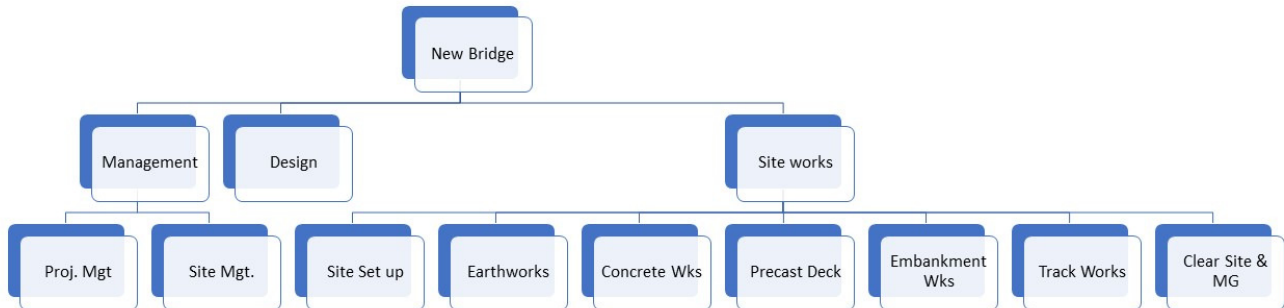 New Bridge
Management
Design
Site works
Proj. Mgt
Site Mgt.
Site Set up
Earthworks
Concrete Wks
Precast Deck
Embankment
Wks
Track Works
Clear Site &
MG